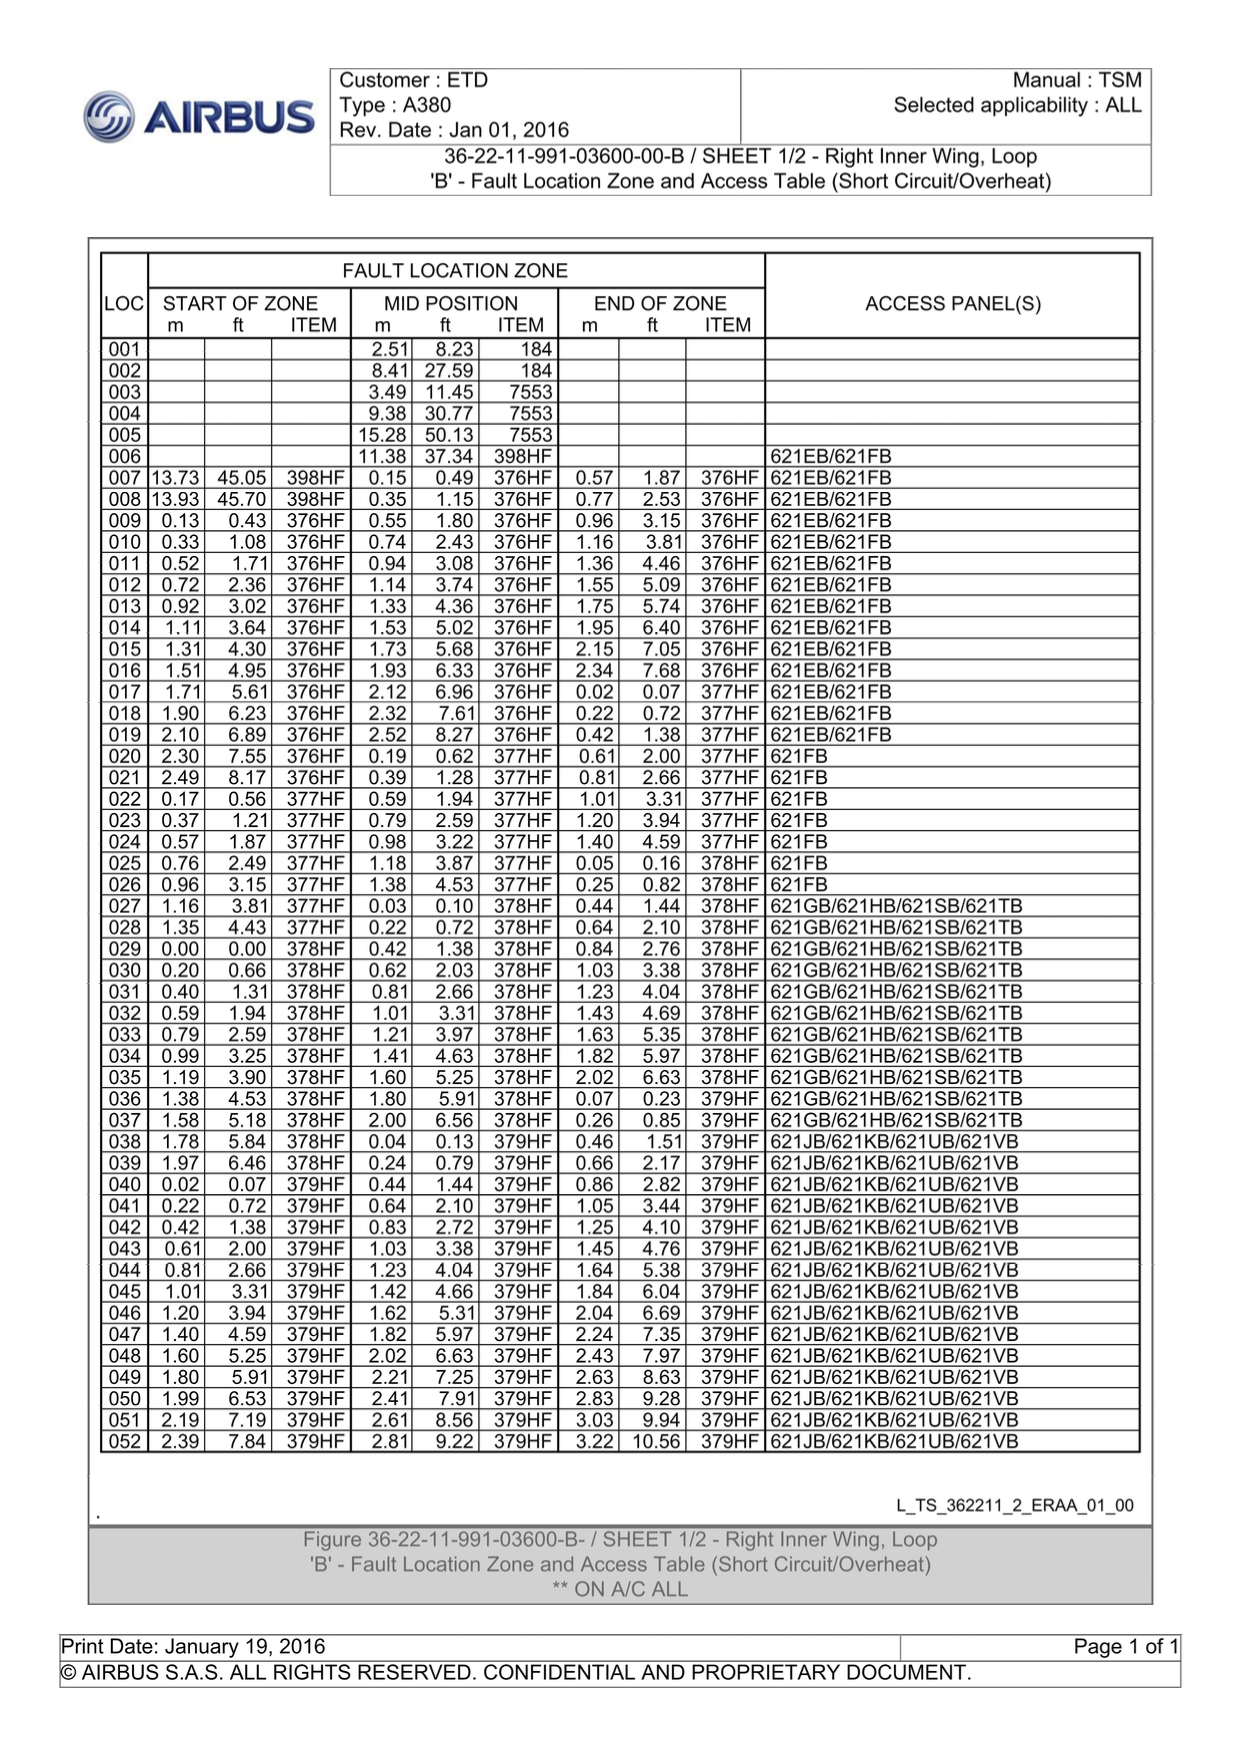 AIRBUS
Customer : ETD
Type : A380
Rev. Date : Jan 01, 2016
Manual : TSM
Selected applicability : ALL
36-22-11-991-03600-00-B / SHEET 1/2 - Right Inner Wing, Loop
'B' - Fault Location Zone and Access Table (Short Circuit/Overheat)
FAULT LOCATION ZONE
LOC START OF ZONE MID POSITION END OF ZONE ACCESS PANEL(S)
m ft ITEM m ft ITEM m ft ITEM
001 2.51 8.23 184
002 8.41 27.59 184
003 3.49 11.45 7553
004 9.38 30.77 7553
005 15.28 50.13 7553
006 11.38 37.34 398HF 621EB/621FB
007 13.73 45.05 398HF 0.15 0.49 376HF 0.57 1.87 376HF 621EB/621FB
008 13.93 45.70 398HF 0.35 1.15 376HF 0.77 2.53 376HF 621EB/621FB
009 0.13 0.43 376HF 0.55 1.80 376HF 0.96 3.15 376HF 621EB/621FB
010 0.33 1.08 376HF 0.74 2.43 376HF 1.16 3.81 376HF 621EB/621FB
011 0.52 1.71 376HF 0.94 3.08 376HF 1.36 4.46 376HF 621EB/621FB
012 0.72 2.36 376HF 1.14 3.74 376HF 1.55 5.09 376HF 621EB/621FB
013 0.92 3.02 376HF 1.33 4.36 376HF 1.75 5.74 376HF 621EB/621FB
014 1.11 3.64 376HF 1.53 5.02 376HF 1.95 6.40 376HF 621EB/621FB
015 1.31 4.30 376HF 1.73 5.68 376HF 2.15 7.05 376HF 621EB/621FB
016 1.51 4.95 376HF 1.93 6.33 376HF 2.34 7.68 376HF 621EB/621FB
017 1.71 5.61 376HF 2.12 6.96 376HF 0.02 0.07 377HF 621EB/621FB
018 1.90 6.23 376HF 2.32 7.61 376HF 0.22 0.72 377HF 621EB/621FB
019 2.10 6.89 376HF 2.52 8.27 376HF 0.42 1.38 377HF 621EB/621FB
020 2.30 7.55 376HF 0.19 0.62 377HF 0.61 2.00 377HF 621FB
021 2.49 8.17 376HF 0.39 1.28 377HF 0.81 2.66 377HF 621FB
022 0.17 0.56 377HF 0.59 1.94 377HF 1.01 3.31 377HF 621FB
023 0.37 1.21 377HF 0.79 2.59 377HF 1.20 3.94 377HF 621FB
024 0.57 1.87 377HF 0.98 3.22 377HF 1.40 4.59 377HF 621FB
025 0.76 2.49 377HF 1.18 3.87 377HF 0.05 0.16 378HF 621FB
026 0.96 3.15 377HF 1.38 4.53 377HF 0.25 0.82 378HF 621FB
027 1.16 3.81 377HF 0.03 0.10 378HF 0.44 1.44 378HF 621GB/621HB/621SB/621TB
028 1.35 4.43 377HF 0.22 0.72 378HF 0.64 2.10 378HF 621GB/621HB/621SB/621TB
029 0.00 0.00 378HF 0.42 1.38 378HF 0.84 2.76 378HF 621GB/621HB/621SB/621TB
030 0.20 0.66 378HF 0.62 2.03 378HF 1.03 3.38 378HF 621GB/621HB/621SB/621TB
031 0.40 1.31 378HF 0.81 2.66 378HF 1.23 4.04 378HF 621GB/621HB/621SB/621TB
032 0.59 1.94 378HF 1.01 3.31 378HF 1.43 4.69 378HF 621GB/621HB/621SB/621TB
033 0.79 2.59 378HF 1.21 3.97 378HF 1.63 5.35 378HF 621GB/621HB/621SB/621TB
034 0.99 3.25 378HF 1.41 4.63 378HF 1.82 5.97 378HF 621GB/621HB/621SB/621TB
035 1.19 3.90 378HF 1.60 5.25 378HF 2.02 6.63 378HF 621GB/621HB/621SB/621TB
036 1.38 4.53 378HF 1.80 5.91 378HF 0.07 0.23 379HF 621GB/621HB/621SB/621TB
037 1.58 5.18 378HF 2.00 6.56 378HF 0.26 0.85 379HF 621GB/621HB/621SB/621TB
038 1.78 5.84 378HF 0.04 0.13 379HF 0.46 1.51 379HF 621JB/621KB/621UB/621VB
039 1.97 6.46 378HF 0.24 0.79 379HF 0.66 2.17 379HF 621JB/621KB/621UB/621VB
040 0.02 0.07 379HF 0.44 1.44 379HF 0.86 2.82 379HF 621JB/621KB/621UB/621VB
041 0.22 0.72 379HF 0.64 2.10 379HF 1.05 3.44 379HF 621JB/621KB/621UB/621VB
042 0.42 1.38 379HF 0.83 2.72 379HF 1.25 4.10 379HF 621JB/621KB/621UB/621VB
043 0.61 2.00 379HF 1.03 3.38 379HF 1.45 4.76 379HF 621JB/621KB/621UB/621VB
044 0.81 2.66 379HF 1.23 4.04 379HF 1.64 5.38 379HF 621JB/621KB/621UB/621VB
045 1.01 3.31 379HF 1.42 4.66 379HF 1.84 6.04 379HF 621JB/621KB/621UB/621VB
046 1.20 3.94 379HF 1.62 5.31 379HF 2.04 6.69 379HF 621JB/621KB/621UB/621VB
047 1.40 4.59 379HF 1.82 5.97 379HF 2.24 7.35 379HF 621JB/621KB/621UB/621VB
048 1.60 5.25 379HF 2.02 6.63 379HF 2.43 7.97 379HF 621JB/621KB/621UB/621VB
049 1.80 5.91 379HF 2.21 7.25 379HF 2.63 8.63 379HF 621JB/621KB/621UB/621VB
050 1.99 6.53 379HF 2.41 7.91 379HF 2.83 9.28 379HF 621JB/621KB/621UB/621VB
051 2.19 7.19 379HF 2.61 8.56 379HF 3.03 9.94 379HF 621JB/621KB/621UB/621VB
052 2.39 7.84 379HF 2.81 9.22 379HF 3.22 10.56 379HF 621JB/621KB/621UB/621VB
L_TS_362211_2_ERAA_01_00
.
Figure 36-22-11-991-03600-B- / SHEET 1/2 - Right Inner Wing, Loop
'B' - Fault Location Zone and Access Table (Short Circuit/Overheat)
** ON A/C ALL
Print Date: January 19, 2016
Page 1 of 1
© AIRBUS S.A.S. ALL RIGHTS RESERVED. CONFIDENTIAL AND PROPRIETARY DOCUMENT.